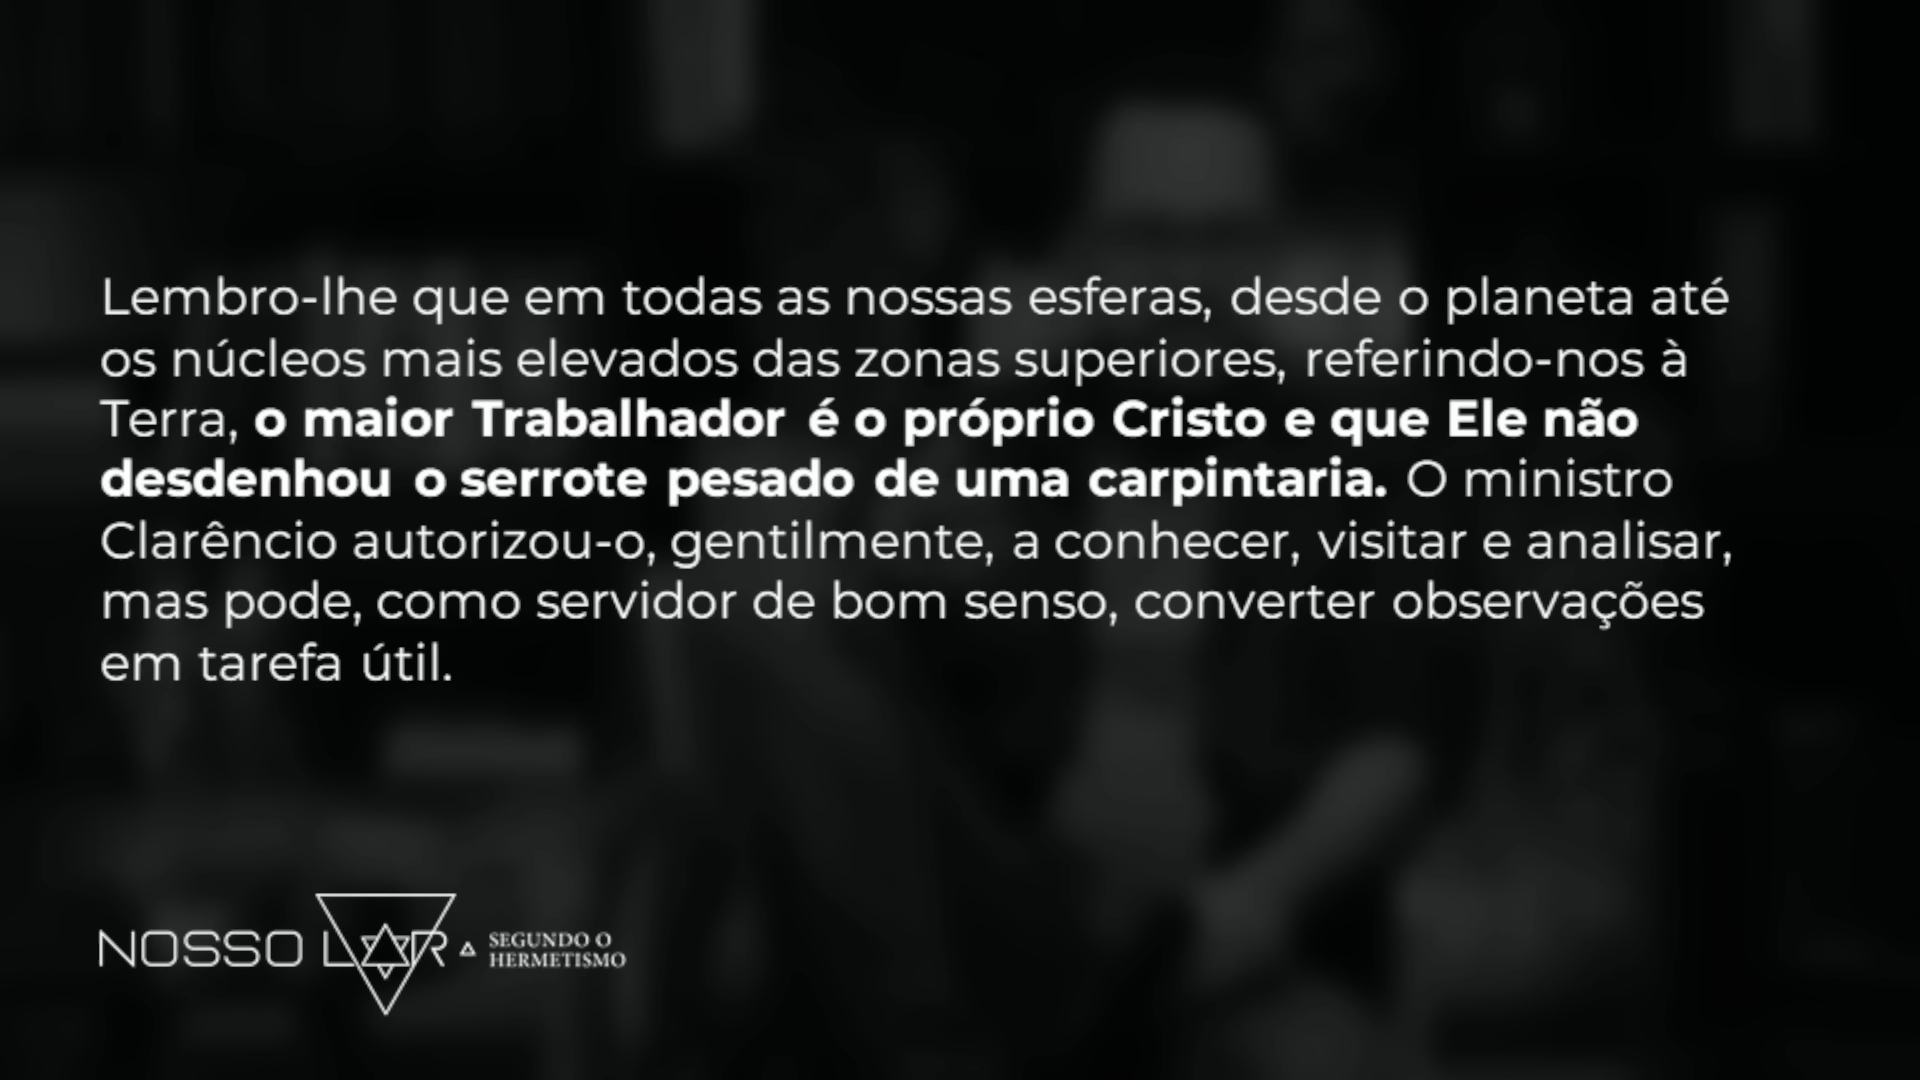 Lembro-lhe que em todas as nossas esferas, desde o planeta até
os núcleos mais elevados das zonas superiores, referindo-nos à
Terra, o maior Trabalhador é o próprio Cristo e que Ele não
desdenhou o serrote pesado de uma carpintaria. O ministro
Clarêncio autorizou-o, gentilmente, a conhecer, visitar e analisar,
mas pode, como servidor de bom senso, converter observações
em tarefa útil.
NOSSO LAR
SEGUNDO O
HERMETISMO